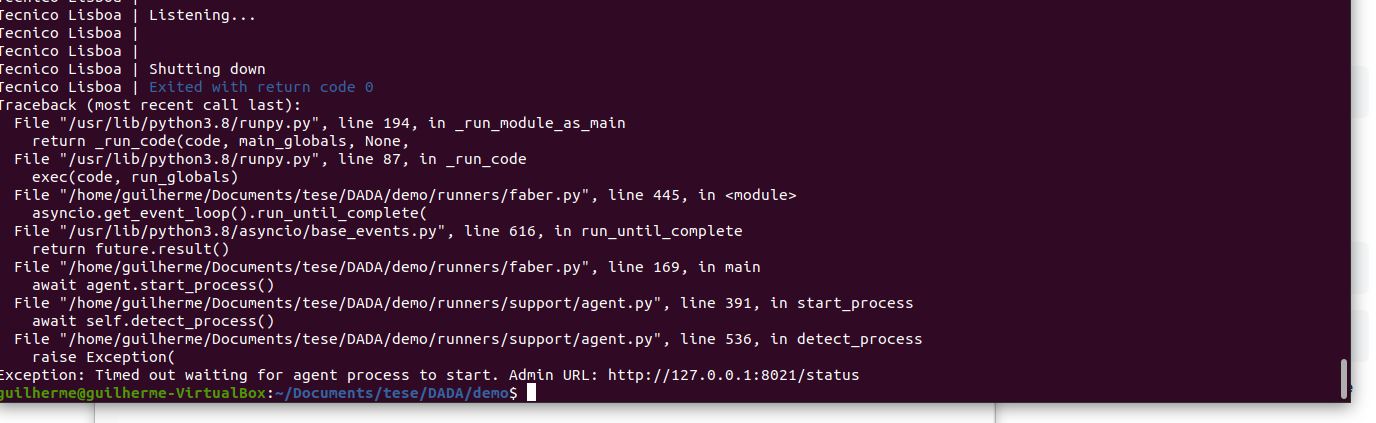 Tecnico Lisboa |
Tecnico Lisboa | Listening...
Tecnico Lisboa |
Tecnico Lisboa |
Tecnico Lisboa | Shutting down
Tecnico Lisboa | Exited with return code 0
Traceback (most recent call last):
  File "/usr/lib/python3.8/runpy.py", line 194, in _run_module_as_main
    return _run_code(code, main_globals, None,
  File "/usr/lib/python3.8/runpy.py", line 87, in _run_code
    exec(code, run_globals)
  File "/home/guilherme/Documents/tese/DADA/demo/runners/faber.py", line 445, in <module>
    asyncio.get_event_loop().run_until_complete(
  File "/usr/lib/python3.8/asyncio/base_events.py", line 616, in run_until_complete
    return future.result()
  File "/home/guilherme/Documents/tese/DADA/demo/runners/faber.py", line 169, in main
    await agent.start_process()
  File "/home/guilherme/Documents/tese/DADA/demo/runners/support/agent.py", line 391, in start_process
    await self.detect_process()
  File "/home/guilherme/Documents/tese/DADA/demo/runners/support/agent.py", line 536, in detect_process
    raise Exception(
Exception: Timed out waiting for agent process to start. Admin URL: http://127.0.0.1:8021/status
guilherme@guilherme-VirtualBox:~/Documents/tese/DADA/demo$